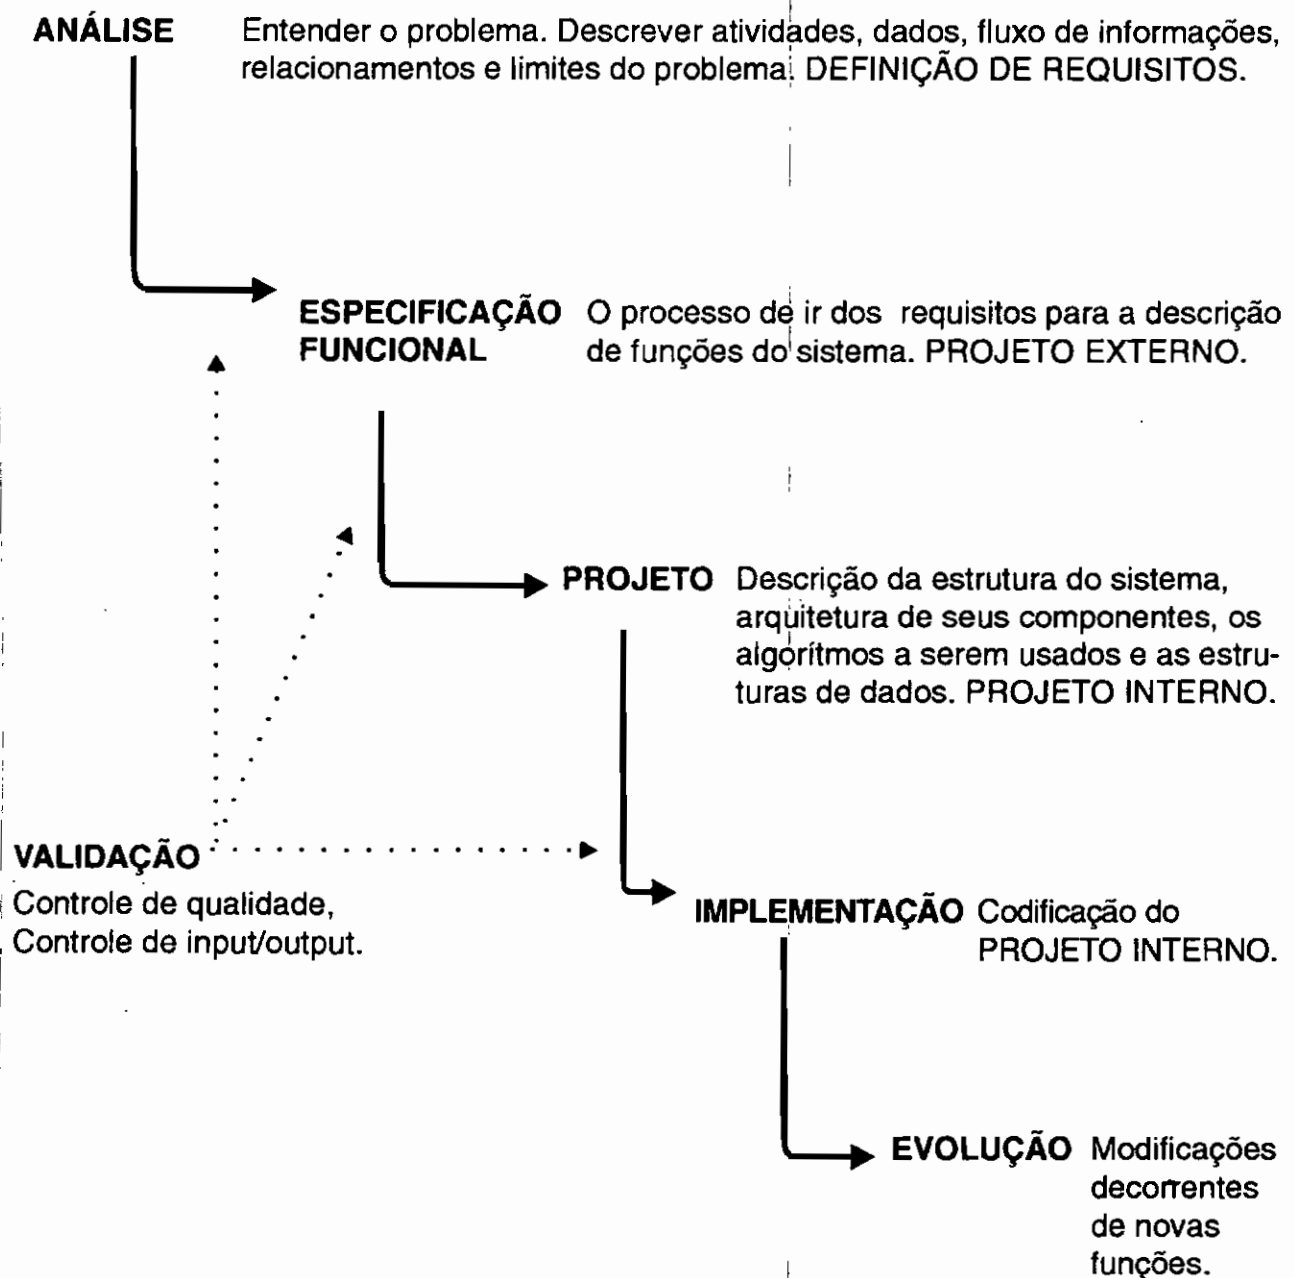 ANÁLISE Entender o problema. Descrever atividades, dados, fluxo de informações,
relacionamentos e limites do problema. DEFINIÇÃO DE REQUISITOS.
ESPECIFICAÇÃO O processo de ir dos requisitos para a descrição
FUNCIONAL de funções do sistema. PROJETO EXTERNO.
PROJETO Descrição da estrutura do sistema,
arquitetura de seus componentes, os
algorítmos a serem usados e as estru-
turas de dados. PROJETO INTERNO.
VALIDAÇÃO
Controle de qualidade,
Controle de input/output.
IMPLEMENTAÇÃO Codificação do
PROJETO INTERNO.
EVOLUÇÃO Modificações
decorrentes
de novas
funções.